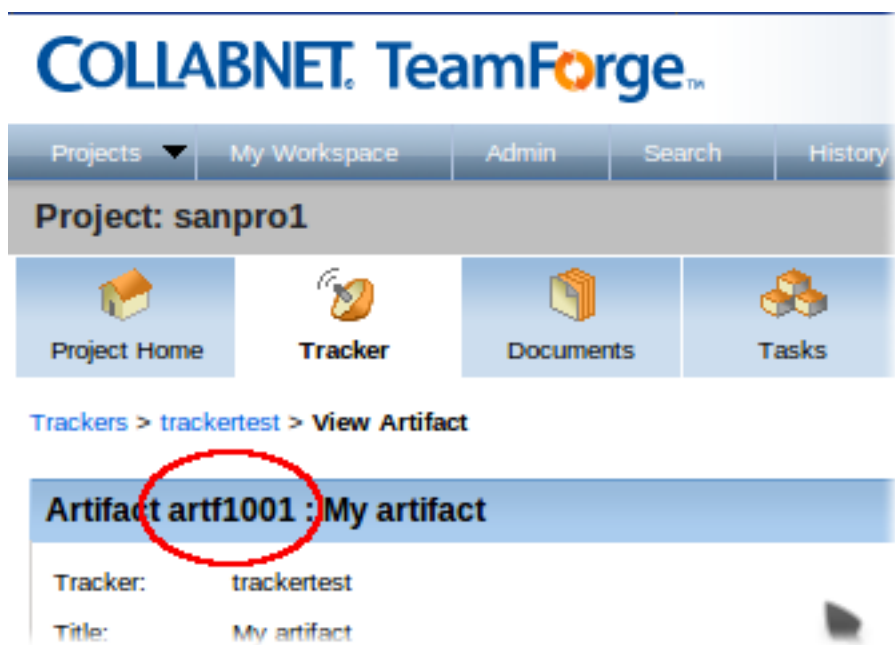 COLLABNET. TeamForge™
Projects My Workspace Admin Search History
Project: sanpro1
Project Home Tracker Documents Tasks
Trackers > trackertest > View Artifact
Artifact artf1001 : My artifact
Tracker: trackertest
Title: My artifact